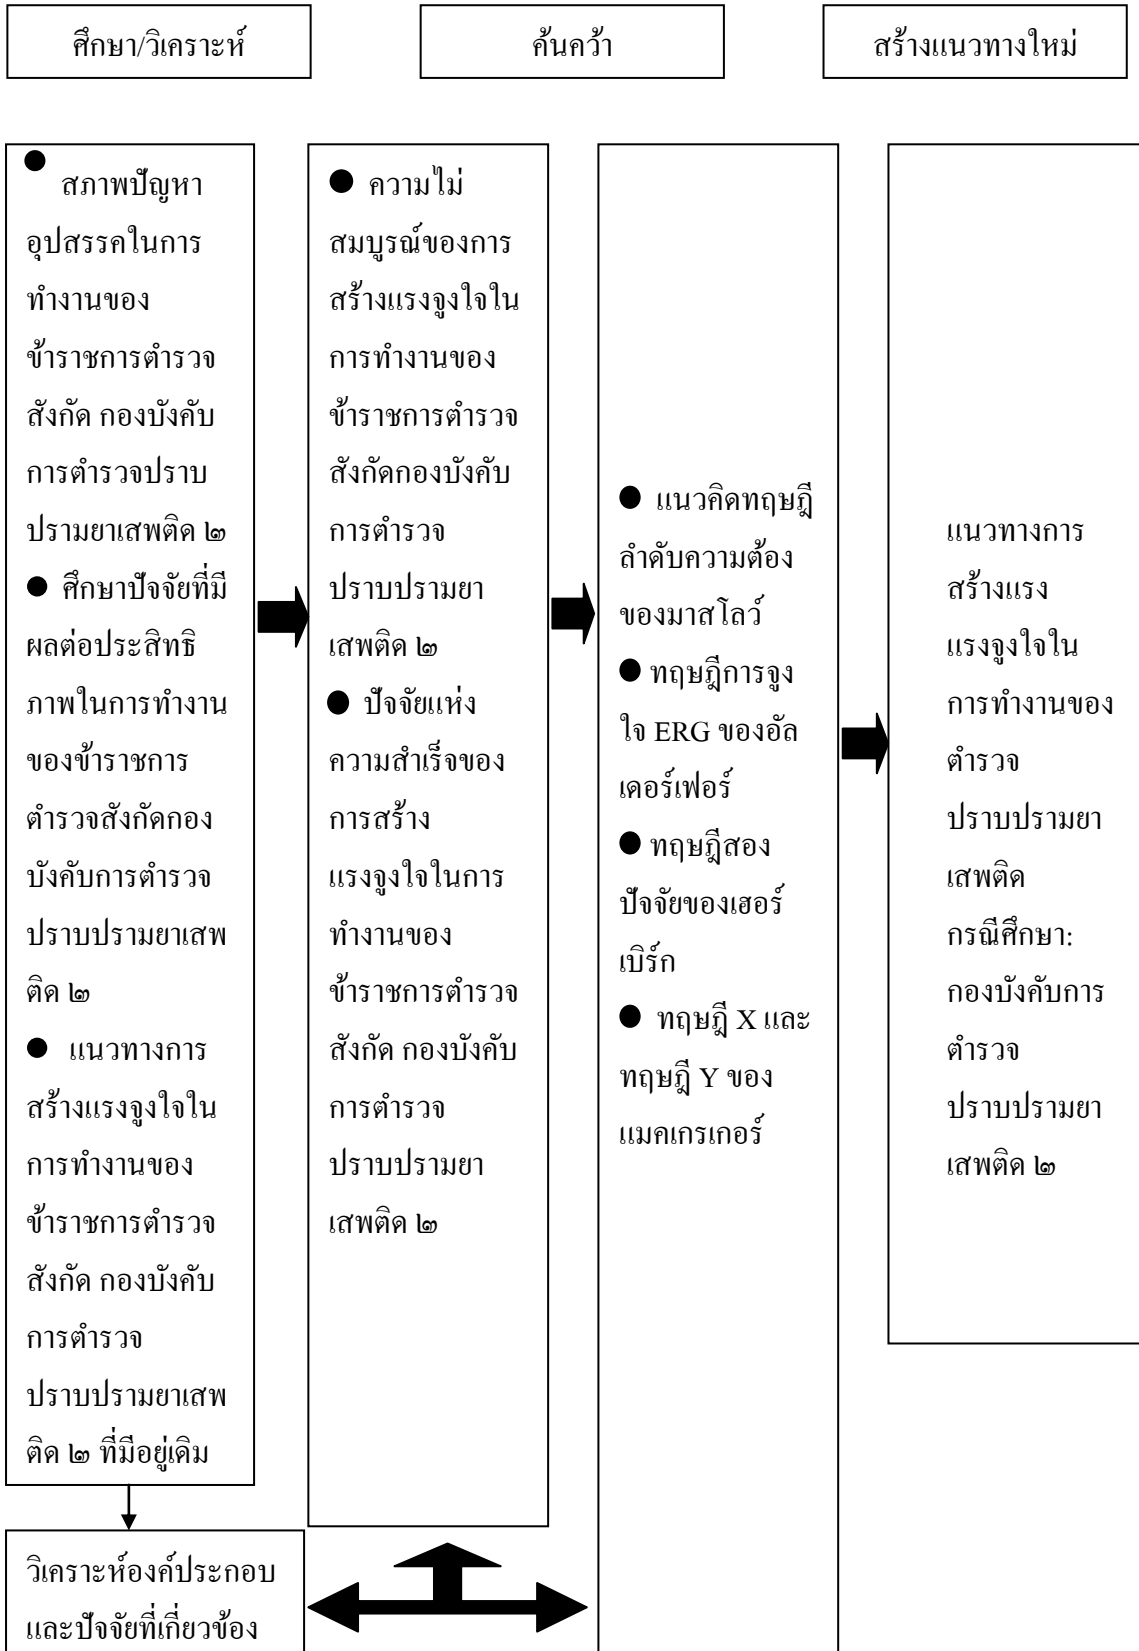 ศึกษา/วิเคราะห์
ค้นคว้า
สร้างแนวทางใหม่
● สภาพปัญหา
อุปสรรคในการ
ทำงานของ
ข้าราชการตำรวจ
สังกัด กองบังคับ
การตำรวจปราบ
ปรามยาเสพติด ๒
● ศึกษาปัจจัยที่มี
ผลต่อประสิทธิ
ภาพในการทำงาน
ของข้าราชการ
ตำรวจสังกัดกอง
บังคับการตำรวจ
ปราบปรามยาเสพ
ติด ๒
● แนวทางการ
สร้างแรงจูงใจใน
การทำงานของ
ข้าราชการตำรวจ
สังกัด กองบังคับ
การตำรวจ
ปราบปรามยาเสพ
ติด ๒ ที่มีอยู่เดิม
วิเคราะห์องค์ประกอบ
และปัจจัยที่เกี่ยวข้อง
● ความไม่
สมบูรณ์ของการ
สร้างแรงจูงใจใน
การทำงานของ
ข้าราชการตำรวจ
สังกัดกองบังคับ
การตำรวจ
ปราบปรามยา
เสพติด ๒
● ปัจจัยแห่ง
ความสำเร็จของ
การสร้าง
แรงจูงใจในการ
ทำงานของ
ข้าราชการตำรวจ
สังกัด กองบังคับ
การตำรวจ
ปราบปรามยา
เสพติด ๒
● แนวคิดทฤษฎี
ลำดับความต้อง
ของมาสโลว์
● ทฤษฎีการจูง
ใจ ERG ของอัล
เดอร์เฟอร์
● ทฤษฎีสอง
ปัจจัยของเฮอร์
เบิร์ก
● ทฤษฎี X และ
ทฤษฎี Y ของ
แมคเกรเกอร์
แนวทางการ
สร้างแรง
แรงจูงใจใน
การทำงานของ
ตำรวจ
ปราบปรามยา
เสพติด
กรณีศึกษา:
กองบังคับการ
ตำรวจ
ปราบปรามยา
เสพติด ๒